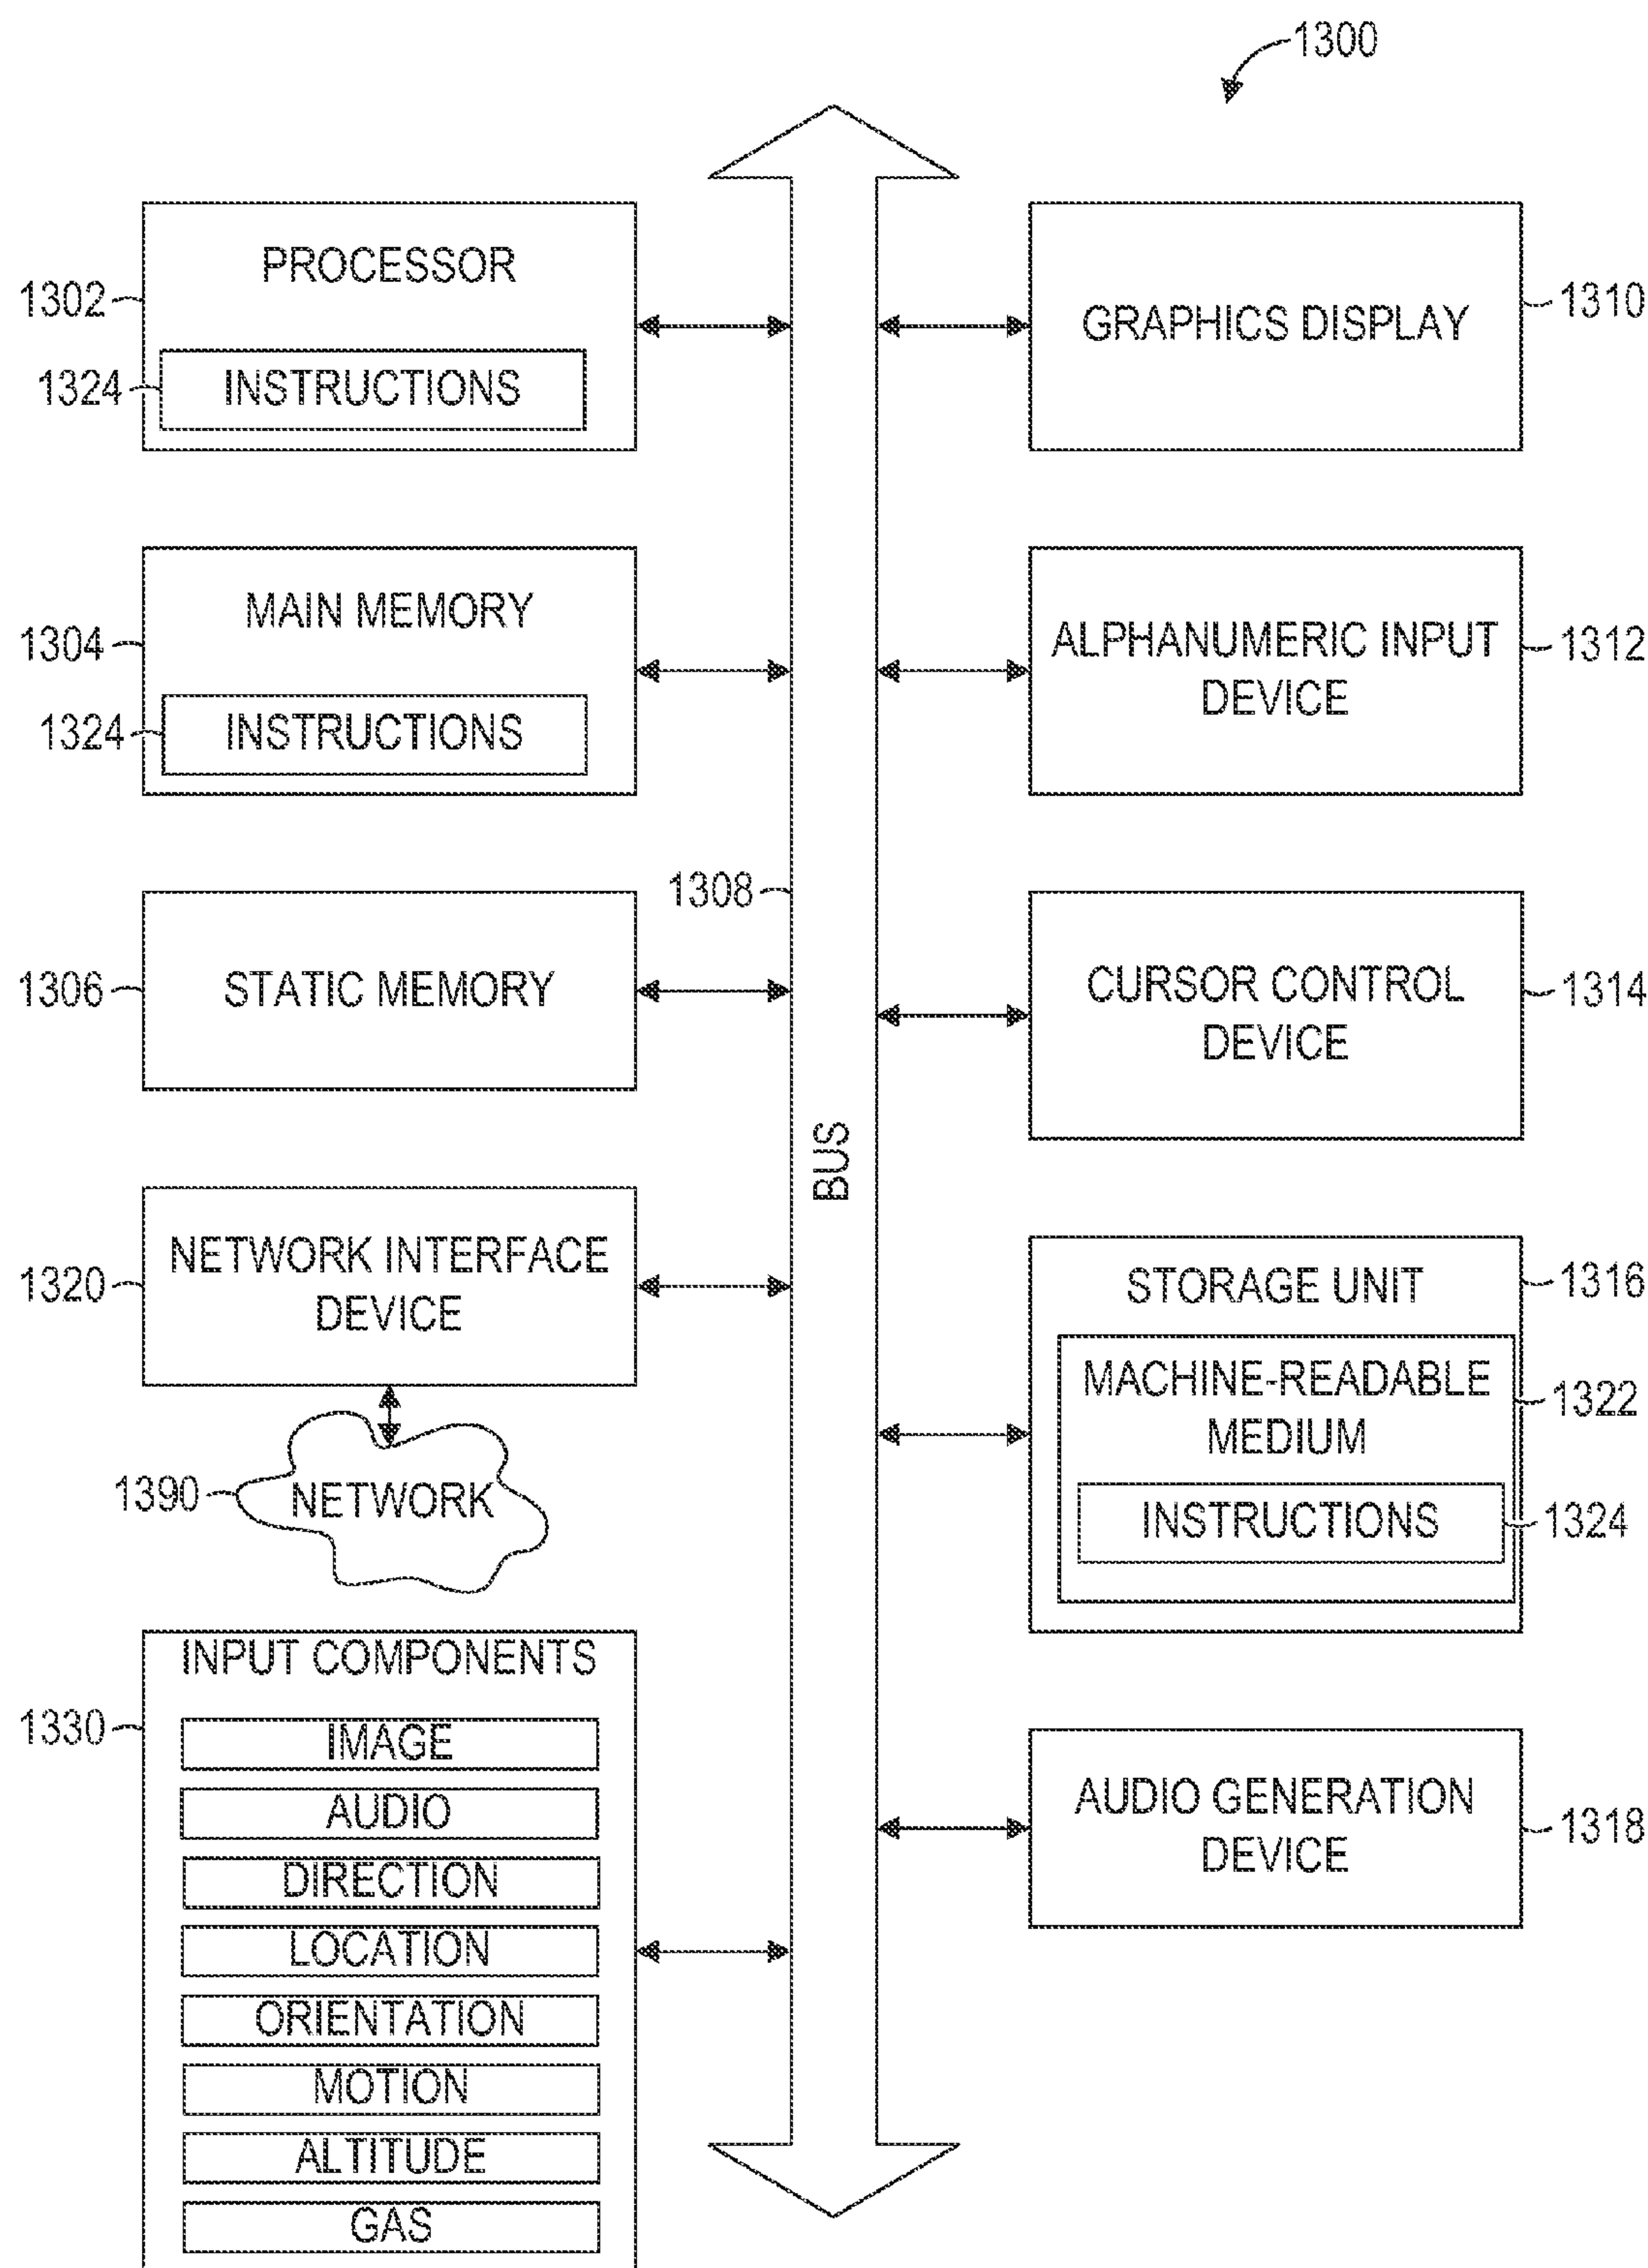 1300
PROCESSOR
1302
1324
INSTRUCTIONS
MAIN MEMORY
1304
1324
INSTRUCTIONS
1308
STATIC MEMORY
1306
NETWORK INTERFACE
DEVICE
1320
1390
NETWORK
INPUT COMPONENTS
1330
IMAGE
AUDIO
DIRECTION
LOCATION
ORIENTATION
MOTION
ALTITUDE
GAS
BUS
GRAPHICS DISPLAY
1310
ALPHANUMERIC INPUT
DEVICE
1312
CURSOR CONTROL
DEVICE
1314
STORAGE UNIT
1316
MACHINE-READABLE
MEDIUM
1322
INSTRUCTIONS
1324
AUDIO GENERATION
DEVICE
1318